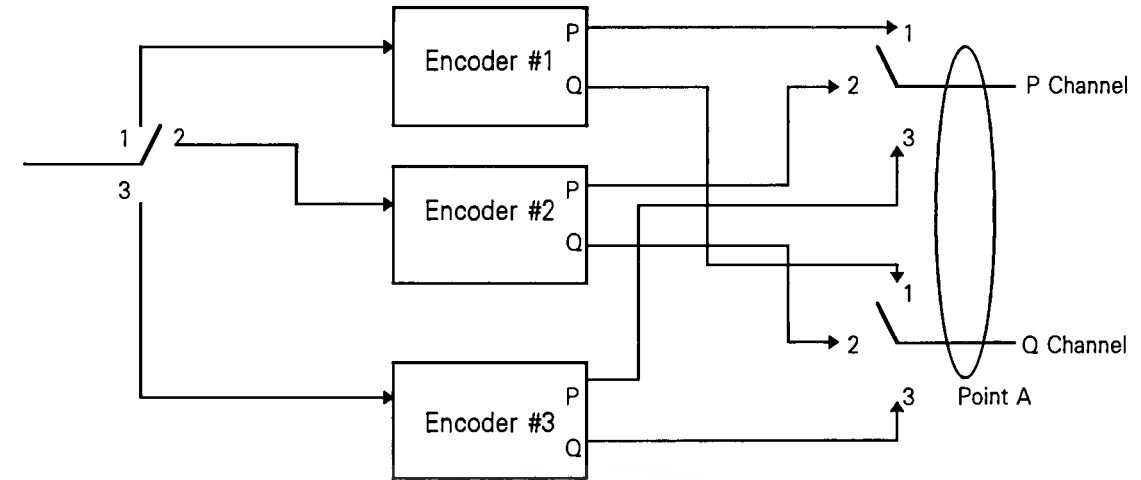 P
Encoder #1
Q
1
2
P Channel
1 2
3
3
P
Encoder #2
Q
1
2
Q Channel
P
3
Point A
Encoder #3
Q